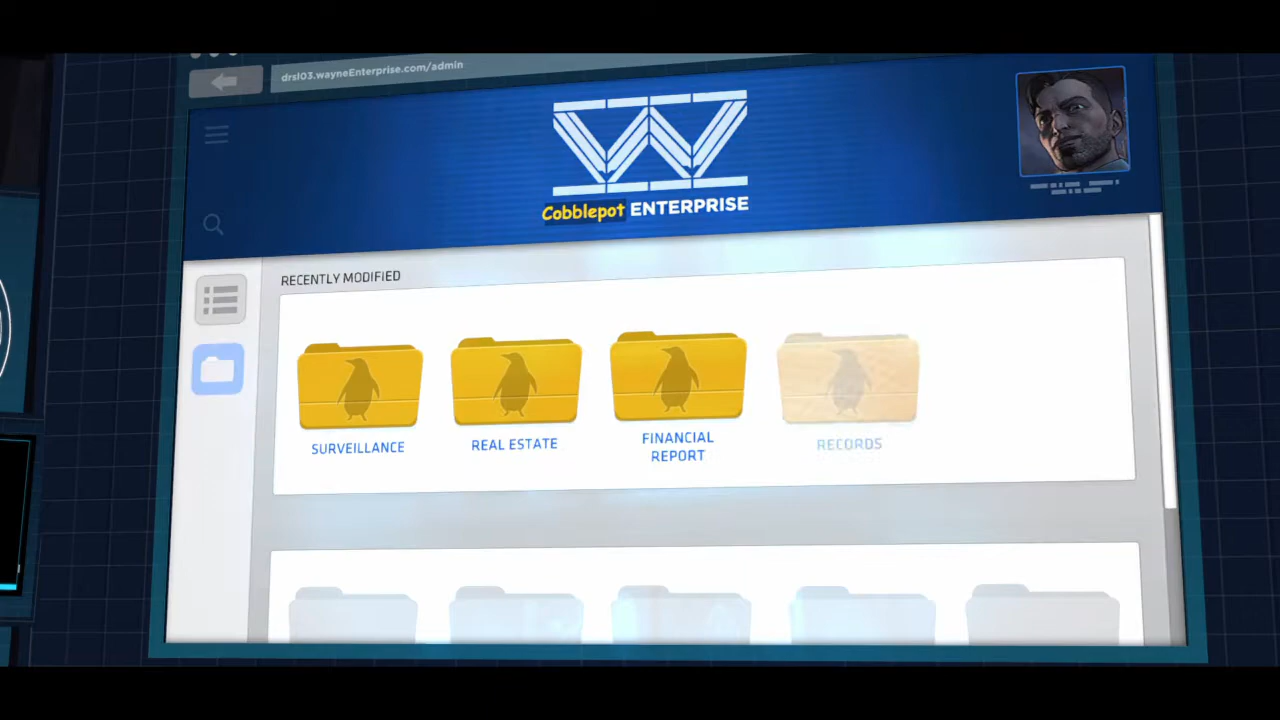 drsl03.wayneEnterprise.com/admin
Cobblepot ENTERPRISE
RECENTLY MODIFIED
SURVEILLANCE
REAL ESTATE
FINANCIAL
REPORT
RECORDS